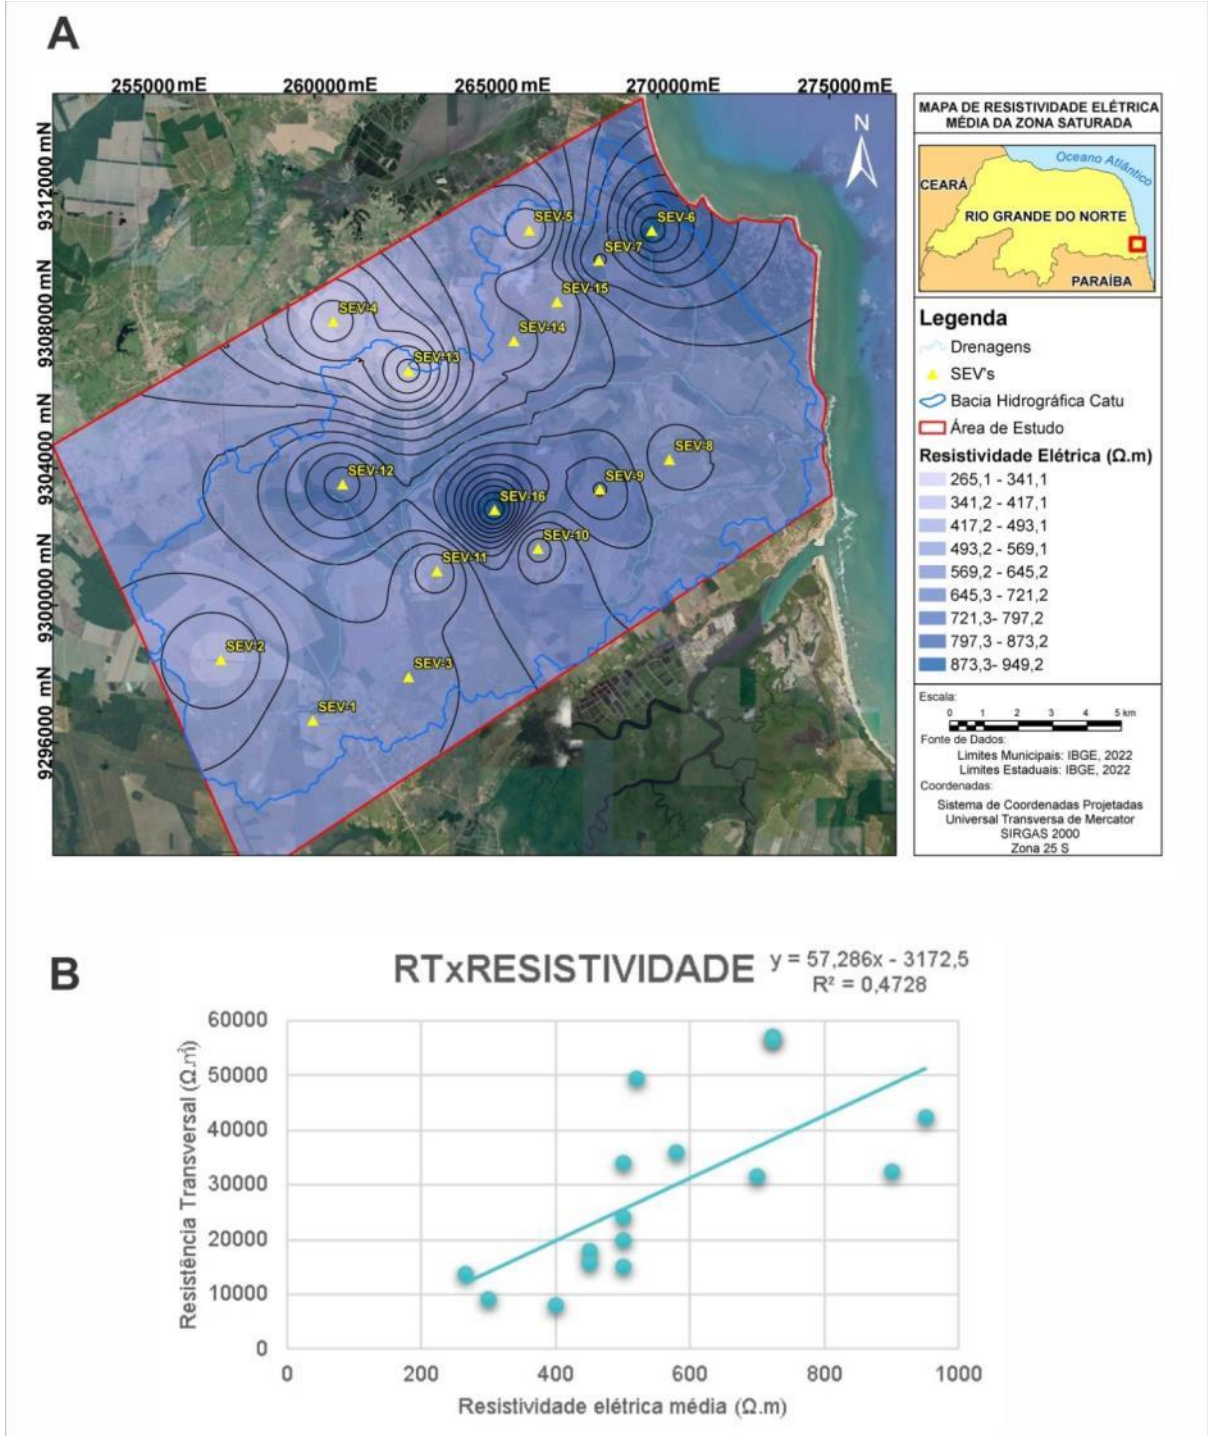 A
255000 mE 260000 mE 265000 mE 270000 mE 275000 mE
9312000 mN
9308000 mN
9304000 mN
9300000 mN
9296000 mN
N
SEV-5
SEV-6
SEV-7
SEV-15
SEV-4
SEV-14
SEV-13
SEV-8
SEV-12
SEV-9
SEV-16
SEV-10
SEV-11
SEV-2
SEV-3
SEV-1
MAPA DE RESISTIVIDADE ELÉTRICA
MÉDIA DA ZONA SATURADA
Oceano Atlântico
CEARÁ
RIO GRANDE DO NORTE
PARAÍBA
Legenda
Drenagens
SEV's
Bacia Hidrográfica Catu
Área de Estudo
Resistividade Elétrica (Ω.m)
265,1 - 341,1
341,2 - 417,1
417,2 - 493,1
493,2 - 569,1
569,2 - 645,2
645,3 - 721,2
721,3- 797,2
797,3 - 873,2
873,3- 949,2
Escala:
0 1 2 3 4 5 km
Fonte de Dados:
Limites Municipais: IBGE, 2022
Limites Estaduais: IBGE, 2022
Coordenadas:
Sistema de Coordenadas Projetadas
Universal Transversa de Mercator
SIRGAS 2000
Zona 25 S
B
RTxRESISTIVIDADE
y = 57,286x - 3172,5
R² = 0,4728
Resistência Transversal (Ω.m²)
60000
50000
40000
30000
20000
10000
0
0 200 400 600 800 1000
Resistividade elétrica média (Ω.m)